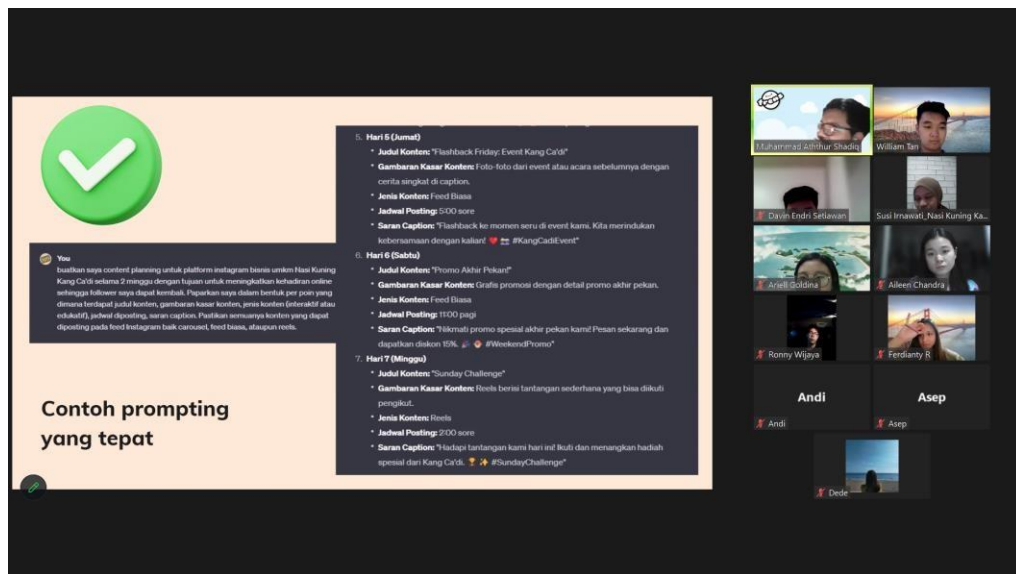 You
buatkan saya content planning untuk platform instagram bisnis umkm Nasi Kuning
Kang Ca'di selama 2 minggu dengan tujuan untuk meningkatkan kehadiran online
sehingga follower saya dapat kembali. Paparkan saya dalam bentuk per poin yang
dimana terdapat judul konten, gambaran kasar konten, jenis konten (interaktif atau
edukatif), jadwal diposting, saran caption. Pastikan semuanya konten yang dapat
diposting pada feed Instagram baik carousel, feed biasa, ataupun reels.
Contoh prompting
yang tepat
5. Hari 5 (Jumat)
* Judul Konten: "Flashback Friday: Event Kang Ca'di"
* Gambaran Kasar Konten: Foto-foto dari event atau acara sebelumnya dengan
cerita singkat di caption.
* Jenis Konten: Feed Biasa
* Jadwal Posting: 5:00 sore
* Saran Caption: "Flashback ke momen seru di event kami. Kita merindukan
kebersamaan dengan kalian! ❤️ 📸 #KangCadiEvent"
6. Hari 6 (Sabtu)
* Judul Konten: "Promo Akhir Pekan!"
* Gambaran Kasar Konten: Grafis promosi dengan detail promo akhir pekan.
* Jenis Konten: Feed Biasa
* Jadwal Posting: 11:00 pagi
* Saran Caption: "Nikmati promo spesial akhir pekan kami! Pesan sekarang dan
dapatkan diskon 15%. 🎉 #WeekendPromo"
7. Hari 7 (Minggu)
* Judul Konten: "Sunday Challenge"
* Gambaran Kasar Konten: Reels berisi tantangan sederhana yang bisa diikuti
pengikut.
* Jenis Konten: Reels
* Jadwal Posting: 2:00 sore
* Saran Caption: "Hadapi tantangan kami hari ini! Ikuti dan menangkan hadiah
spesial dari Kang Ca'di. 🏆 ✨ #SundayChallenge"
Muhammad Aththur Shadiq
William Tan
Davin Endri Setiawan
Susi Irnawati_Nasi Kuning Ka...
Ariell Goldina
Aileen Chandra
Ronny Wijaya
Ferdianty R
Andi
Andi
Asep
Asep
Dede